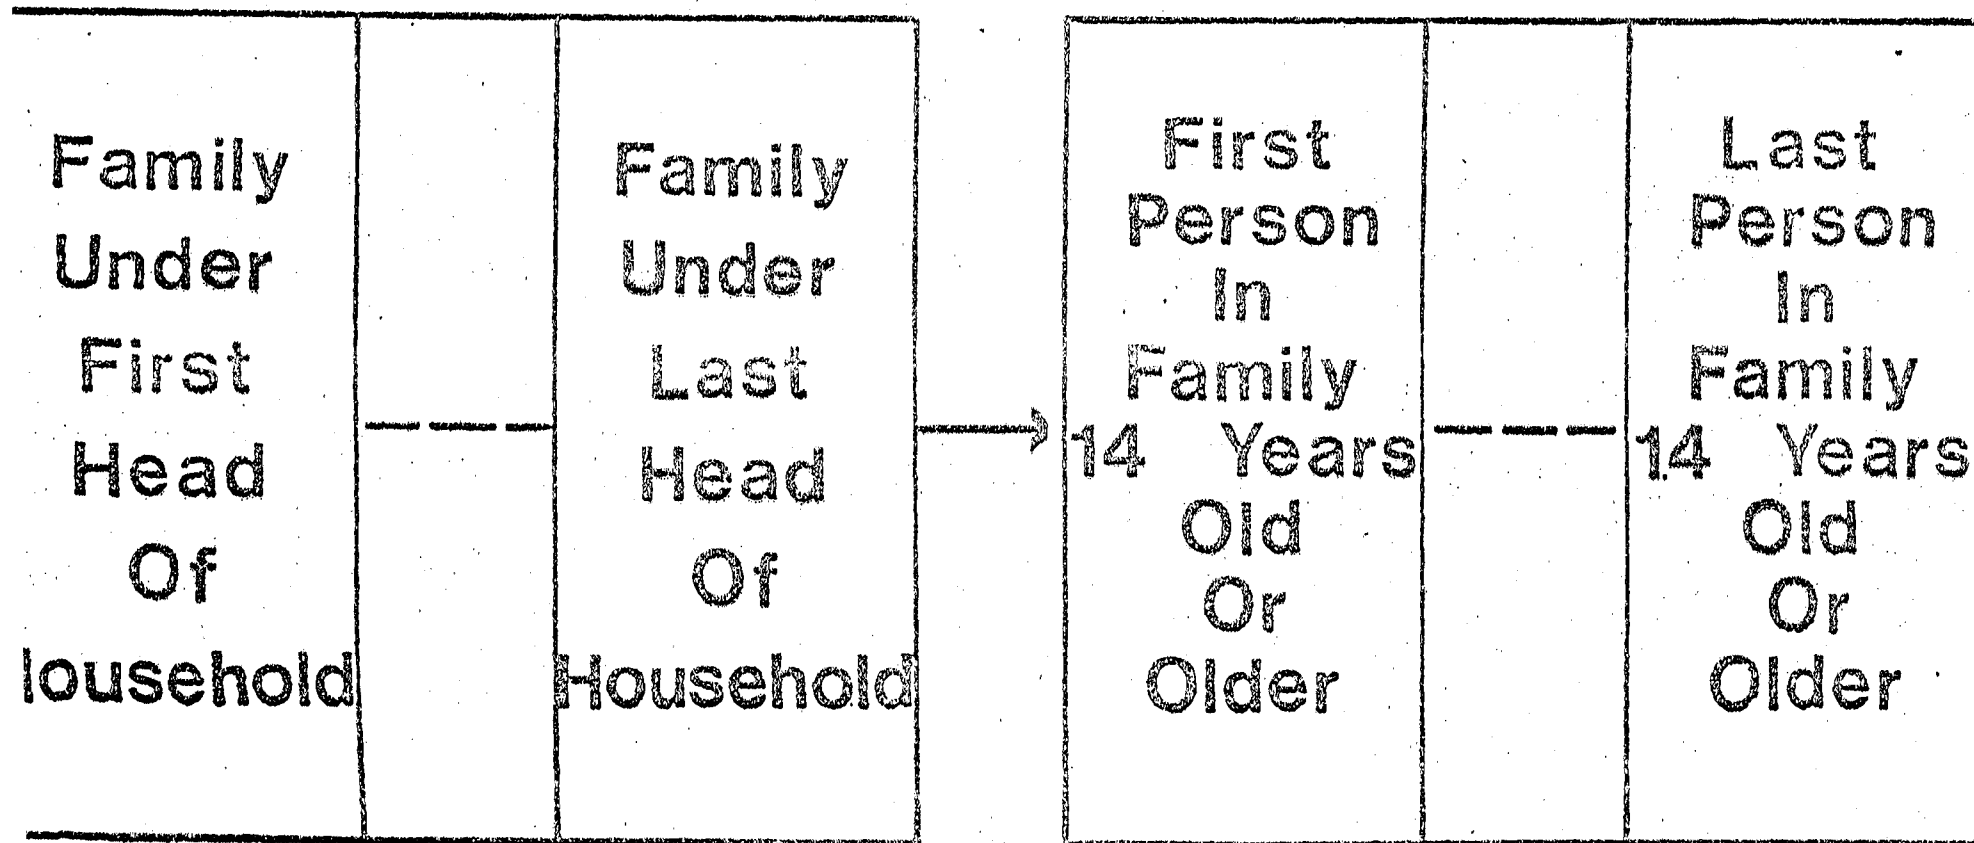 Family
Under
First
Head
Of
Household
Family
Under
Last
Head
Of
Household
First
Person
In
Family
14 Years
Old
Or
Older
Last
Person
In
Family
14 Years
Old
Or
Older